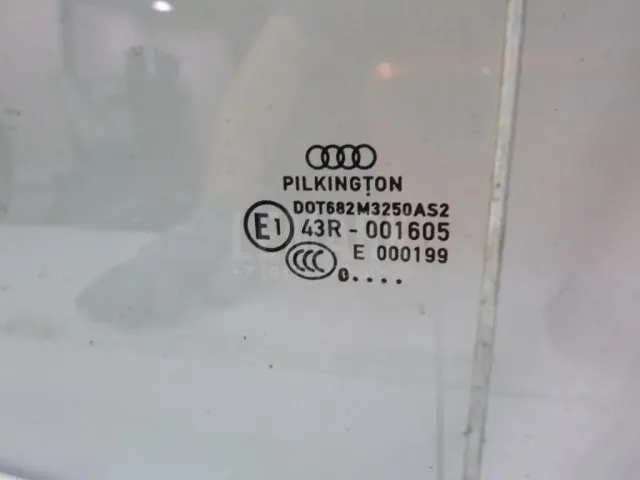 PILKINGTON
DOT682M3250AS2
E1 43R - 001605
E 000199
CCC
0....